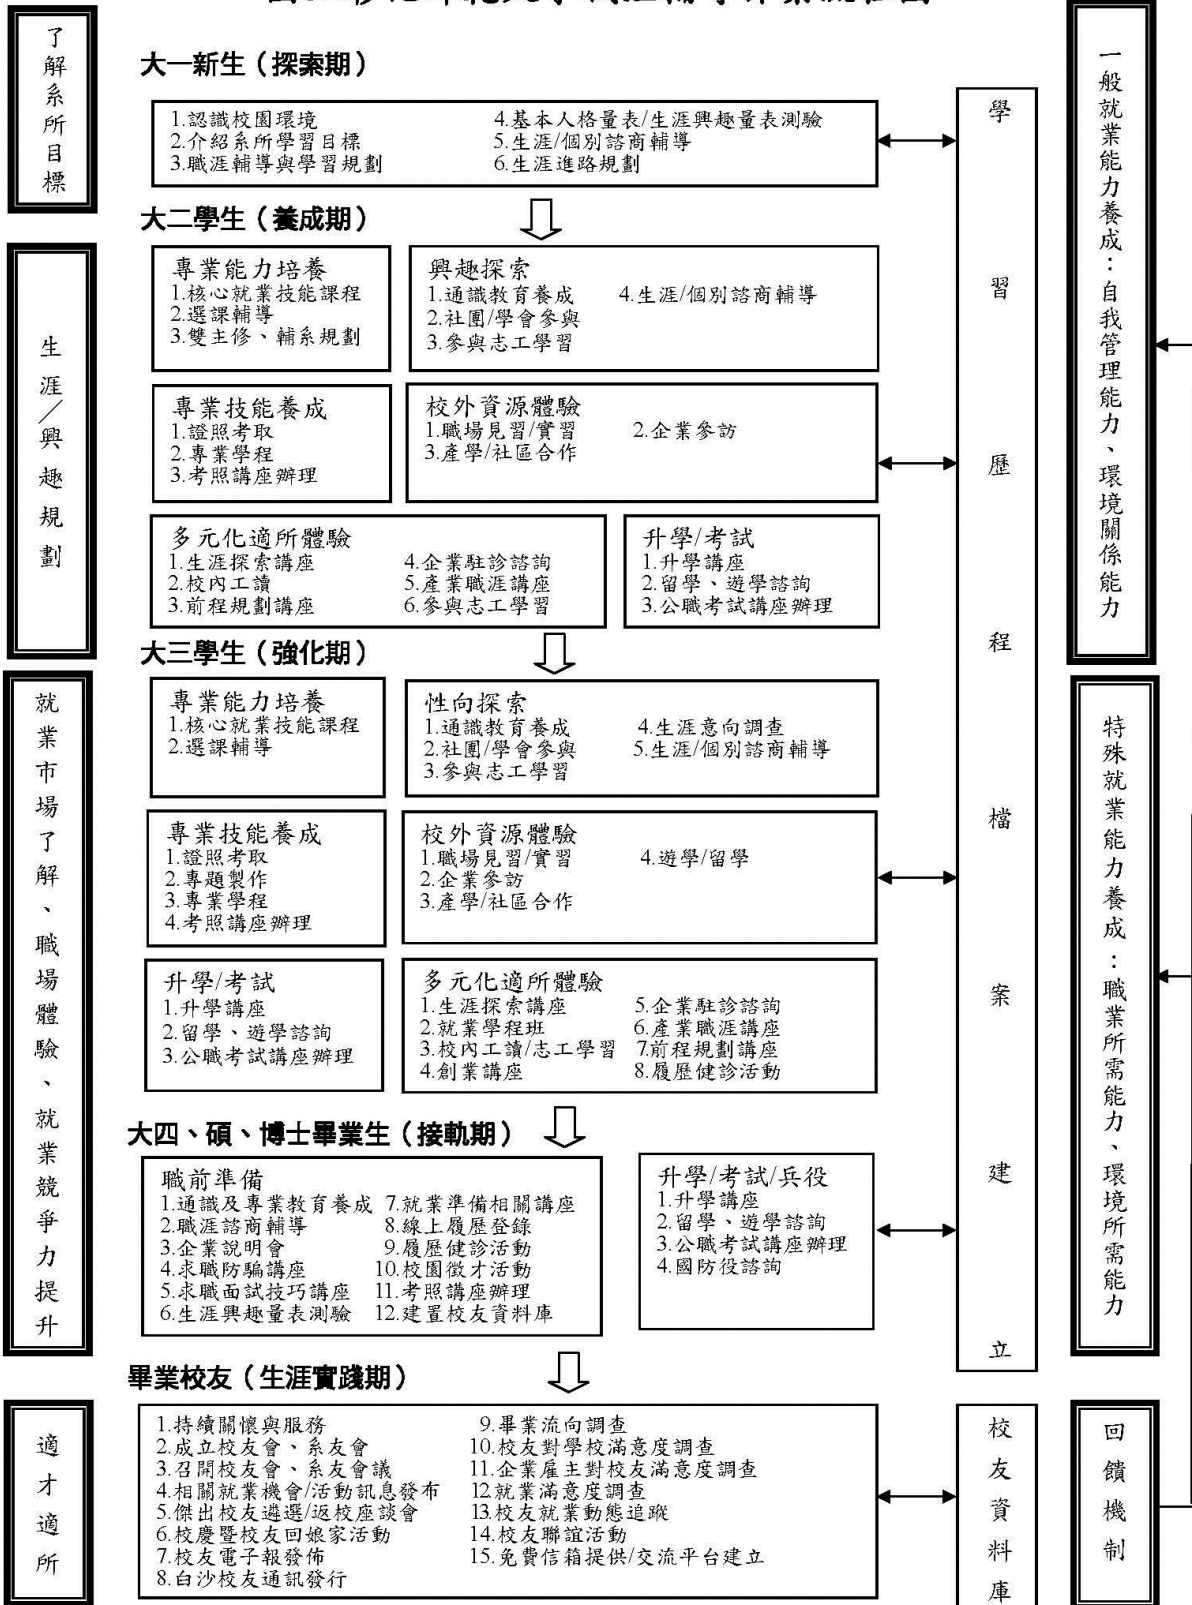 了解系所目標
大一新生（探索期）
1.認識校園環境
2.介紹系所學習目標
3.職涯輔導與學習規劃
4.基本人格量表/生涯興趣量表測驗
5.生涯/個別諮商輔導
6.生涯進路規劃
大二學生（養成期）
生涯／興趣規劃
專業能力培養
1.核心就業技能課程
2.選課輔導
3.雙主修、輔系規劃
興趣探索
1.通識教育養成
2.社團/學會參與
3.參與志工學習
4.生涯/個別諮商輔導
專業技能養成
1.證照考取
2.專業學程
3.考照講座辦理
校外資源體驗
1.職場見習/實習
2.企業參訪
3.產學/社區合作
多元化適所體驗
1.生涯探索講座
2.校內工讀
3.前程規劃講座
4.企業駐診諮詢
5.產業職涯講座
6.參與志工學習
升學/考試
1.升學講座
2.留學、遊學諮詢
3.公職考試講座辦理
大三學生（強化期）
就業市場了解、職場體驗、就業競爭力提升
專業能力培養
1.核心就業技能課程
2.選課輔導
性向探索
1.通識教育養成
2.社團/學會參與
3.參與志工學習
4.生涯意向調查
5.生涯/個別諮商輔導
專業技能養成
1.證照考取
2.專題製作
3.專業學程
4.考照講座辦理
校外資源體驗
1.職場見習/實習
2.企業參訪
3.產學/社區合作
4.遊學/留學
升學/考試
1.升學講座
2.留學、遊學諮詢
3.公職考試講座辦理
多元化適所體驗
1.生涯探索講座
2.就業學程班
3.校內工讀/志工學習
4.創業講座
5.企業駐診諮詢
6.產業職涯講座
7.前程規劃講座
8.履歷健診活動
大四、碩、博士畢業生（接軌期）
職前準備
1.通識及專業教育養成
2.職涯諮商輔導
3.企業說明會
4.求職防騙講座
5.求職面試技巧講座
6.生涯興趣量表測驗
7.就業準備相關講座
8.線上履歷登錄
9.履歷健診活動
10.校園徵才活動
11.考照講座辦理
12.建置校友資料庫
升學/考試/兵役
1.升學講座
2.留學、遊學諮詢
3.公職考試講座辦理
4.國防役諮詢
畢業校友（生涯實踐期）
適才適所
1.持續關懷與服務
2.成立校友會、系友會
3.召開校友會、系友會議
4.相關就業機會/活動訊息發布
5.傑出校友遴選/返校座談會
6.校慶暨校友回娘家活動
7.校友電子報發佈
8.白沙校友通訊發行
9.畢業流向調查
10.校友對學校滿意度調查
11.企業雇主對校友滿意度調查
12.就業滿意度調查
13.校友就業動態追蹤
14.校友聯誼活動
15.免費信箱提供/交流平台建立
學習歷程檔案建立
校友資料庫
一般就業能力養成：自我管理能力、環境關係能力
特殊就業能力養成：職業所需能力、環境所需能力
回饋機制